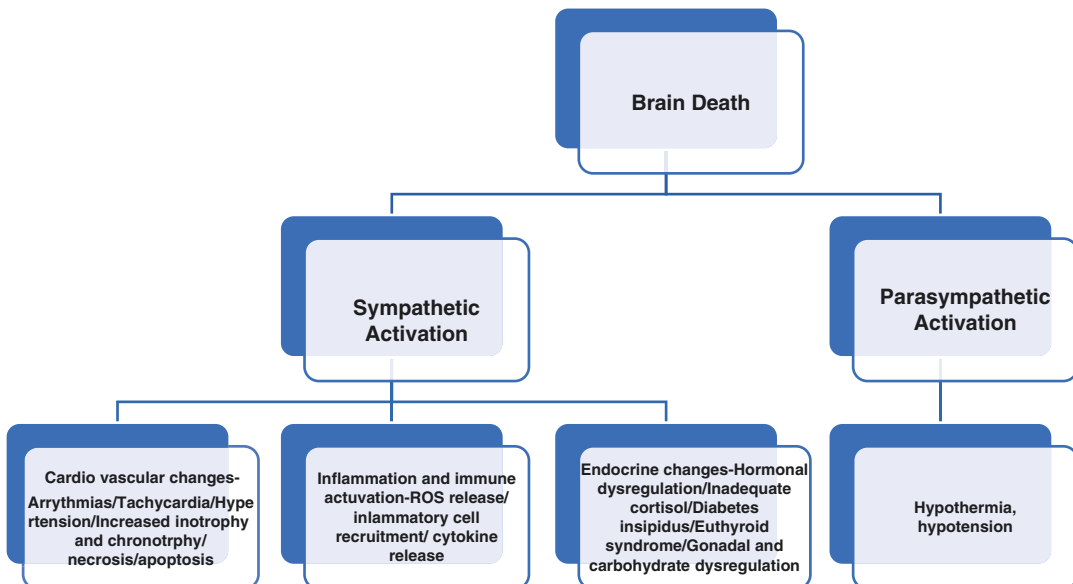 Brain Death
Sympathetic
Activation
Parasympathetic
Activation
Cardio vascular changes-
Arrythmias/Tachycardia/Hype
rtension/Increased inotrophy
and chronotrphy/
necrosis/apoptosis
Inflammation and immune
actuvation-ROS release/
inlammatory cell
recruitment/ cytokine
release
Endocrine changes-Hormonal
dysregulation/Inadequate
cortisol/Diabetes
insipidus/Euthyroid
syndrome/Gonadal and
carbohydrate dysregulation
Hypothermia,
hypotension